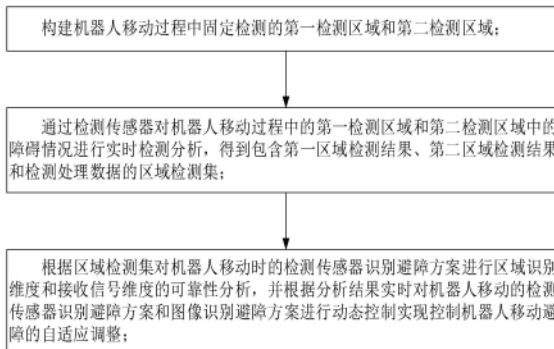 构建机器人移动过程中固定检测的第一检测区域和第二检测区域；
通过检测传感器对机器人移动过程中的第一检测区域和第二检测区域中的
障碍情况进行实时检测分析，得到包含第一区域检测结果、第二区域检测结果
和检测处理数据的区域检测集；
根据区域检测集对机器人移动时的检测传感器识别避障方案进行区域识别
维度和接收信号维度的可靠性分析，并根据分析结果实时对机器人移动的检测
传感器识别避障方案和图像识别避障方案进行动态控制实现控制机器人移动避
障的自适应调整；